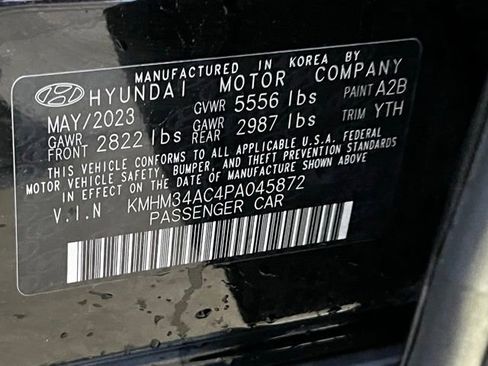 MANUFACTURED IN KOREA BY
HYUNDAI MOTOR COMPANY
MAY/2023 GVWR 5556 lbs PAINT A2B
GAWR FRONT 2822 lbs GAWR REAR 2987 lbs TRIM YTH
THIS VEHICLE CONFORMS TO ALL APPLICABLE U.S.A. FEDERAL
MOTOR VEHICLE SAFETY, BUMPER, AND THEFT PREVENTION STANDARDS
IN EFFECT ON THE DATE OF MANUFACTURE SHOWN ABOVE.
V.I.N KMHM34AC4PA045872
PASSENGER CAR